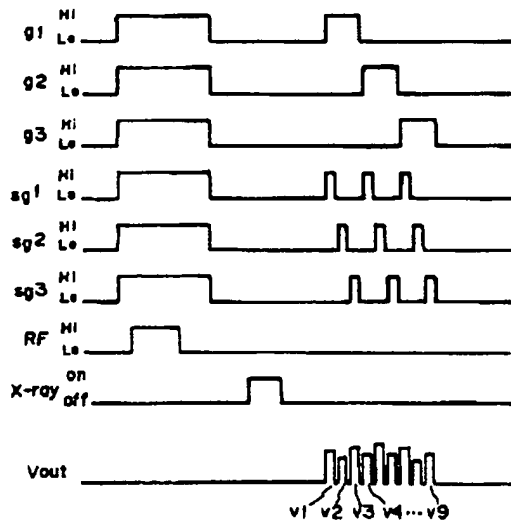 g1 Hi
Lo
g2 Hi
Lo
g3 Hi
Lo
sg1 Hi
Lo
sg2 Hi
Lo
sg3 Hi
Lo
RF Hi
Lo
X-ray on
off
Vout
v1 v2 v3 v4...v9